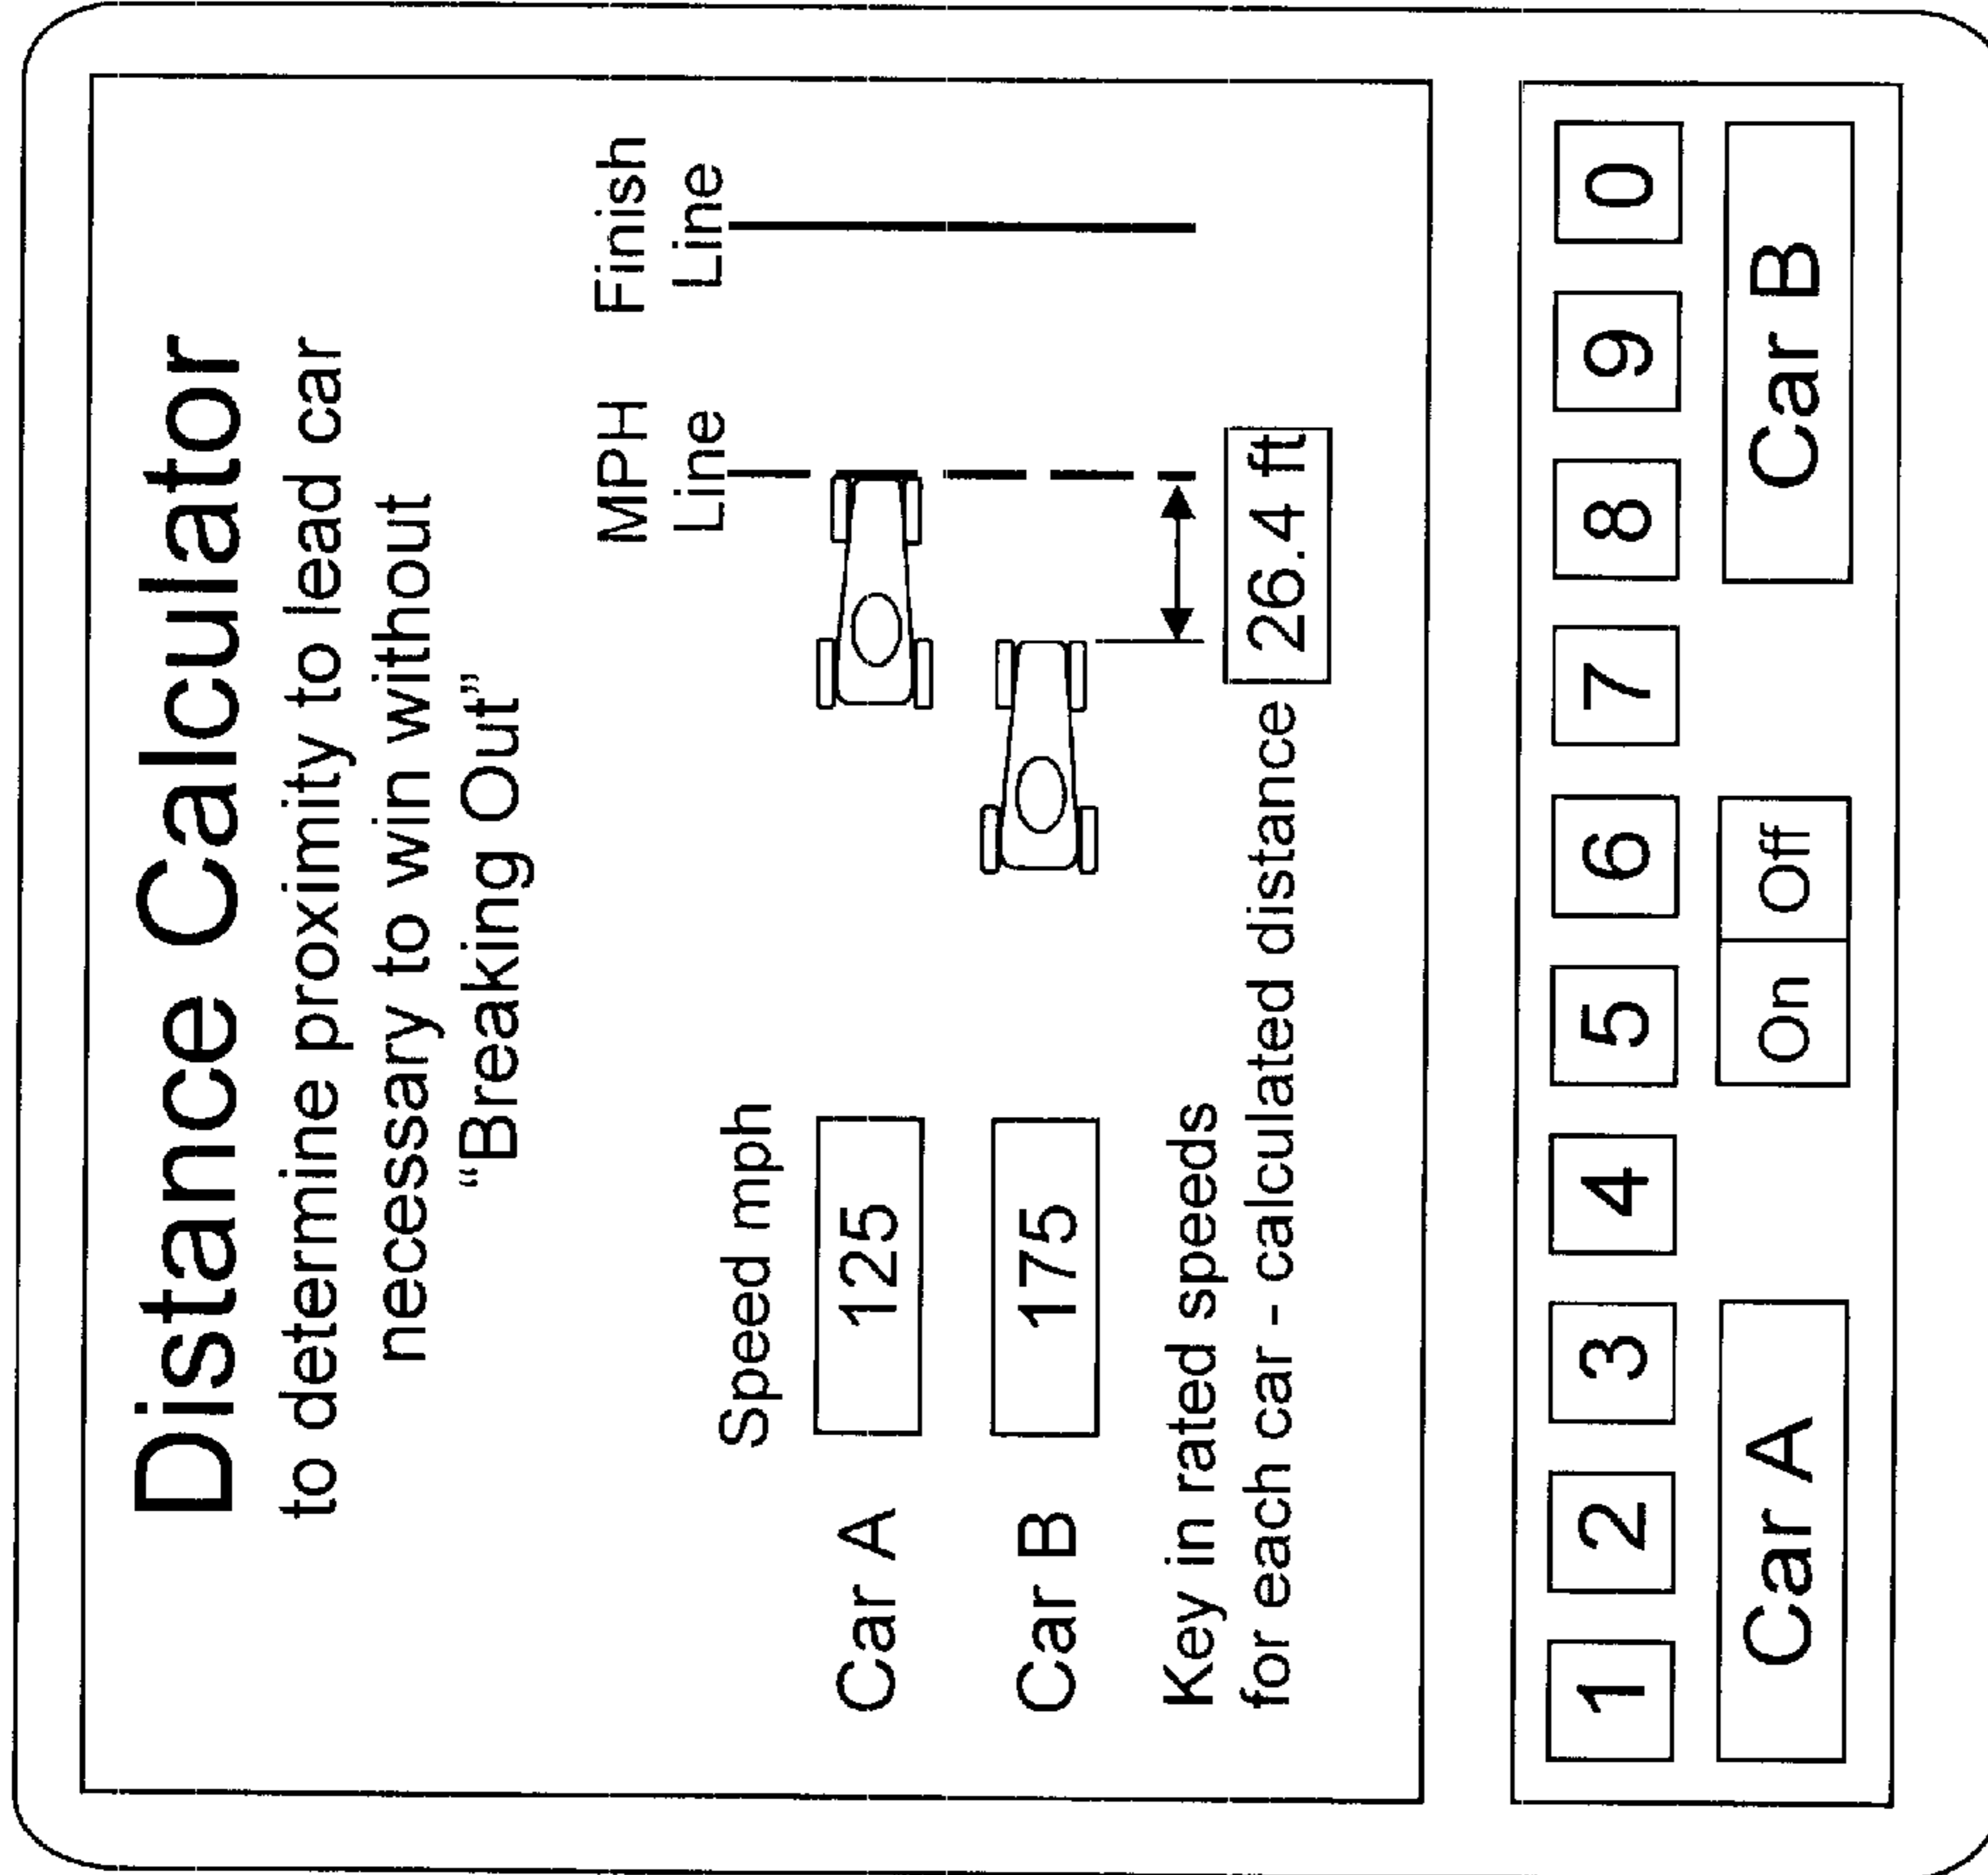 Distance Calculator
to determine proximity to lead car
necessary to win without
“Breaking Out”
MPH Finish
Line Line
Speed mph
Car A 125
Car B 175
Key in rated speeds
for each car - calculated distance 26.4 ft
1 2 3 4 5 6 7 8 9 0
Car A On Off Car B